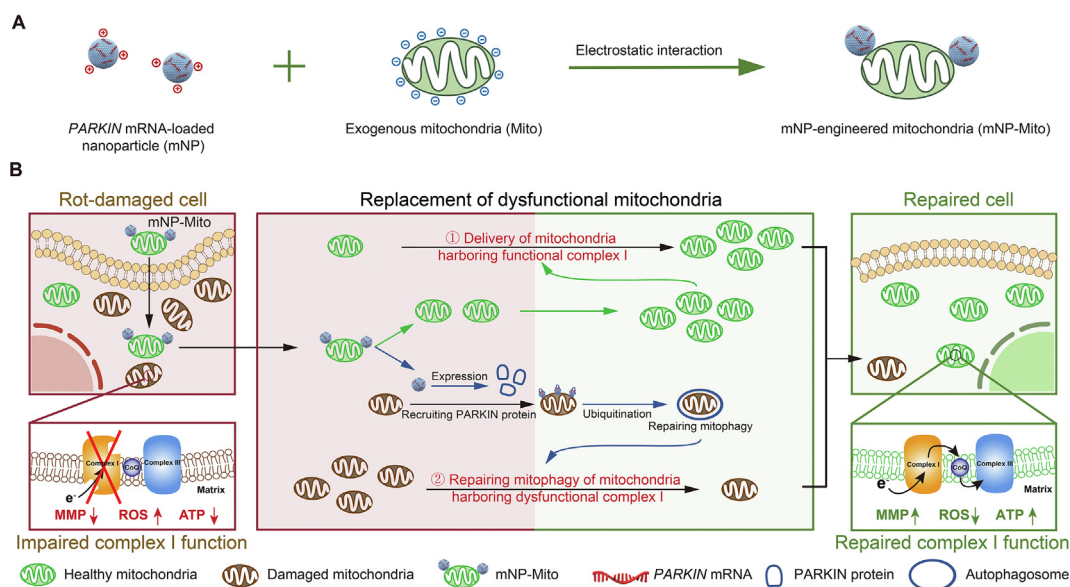 A
Electrostatic interaction
PARKIN mRNA-loaded
nanoparticle (mNP)
Exogenous mitochondria (Mito)
mNP-engineered mitochondria (mNP-Mito)
B
Rot-damaged cell
Replacement of dysfunctional mitochondria
Repaired cell
mNP-Mito
① Delivery of mitochondria
harboring functional complex I
Expression
Recruiting PARKIN protein
Ubiquitination
Repairing mitophagy
② Repairing mitophagy of mitochondria
harboring dysfunctional complex I
Complex I
CoQ
Complex III
e⁻
Matrix
MMP ↓ ROS ↑ ATP ↓
Impaired complex I function
Complex I
CoQ
Complex III
e⁻
Matrix
MMP ↑ ROS ↓ ATP ↑
Repaired complex I function
Healthy mitochondria
Damaged mitochondria
mNP-Mito
PARKIN mRNA
PARKIN protein
Autophagosome